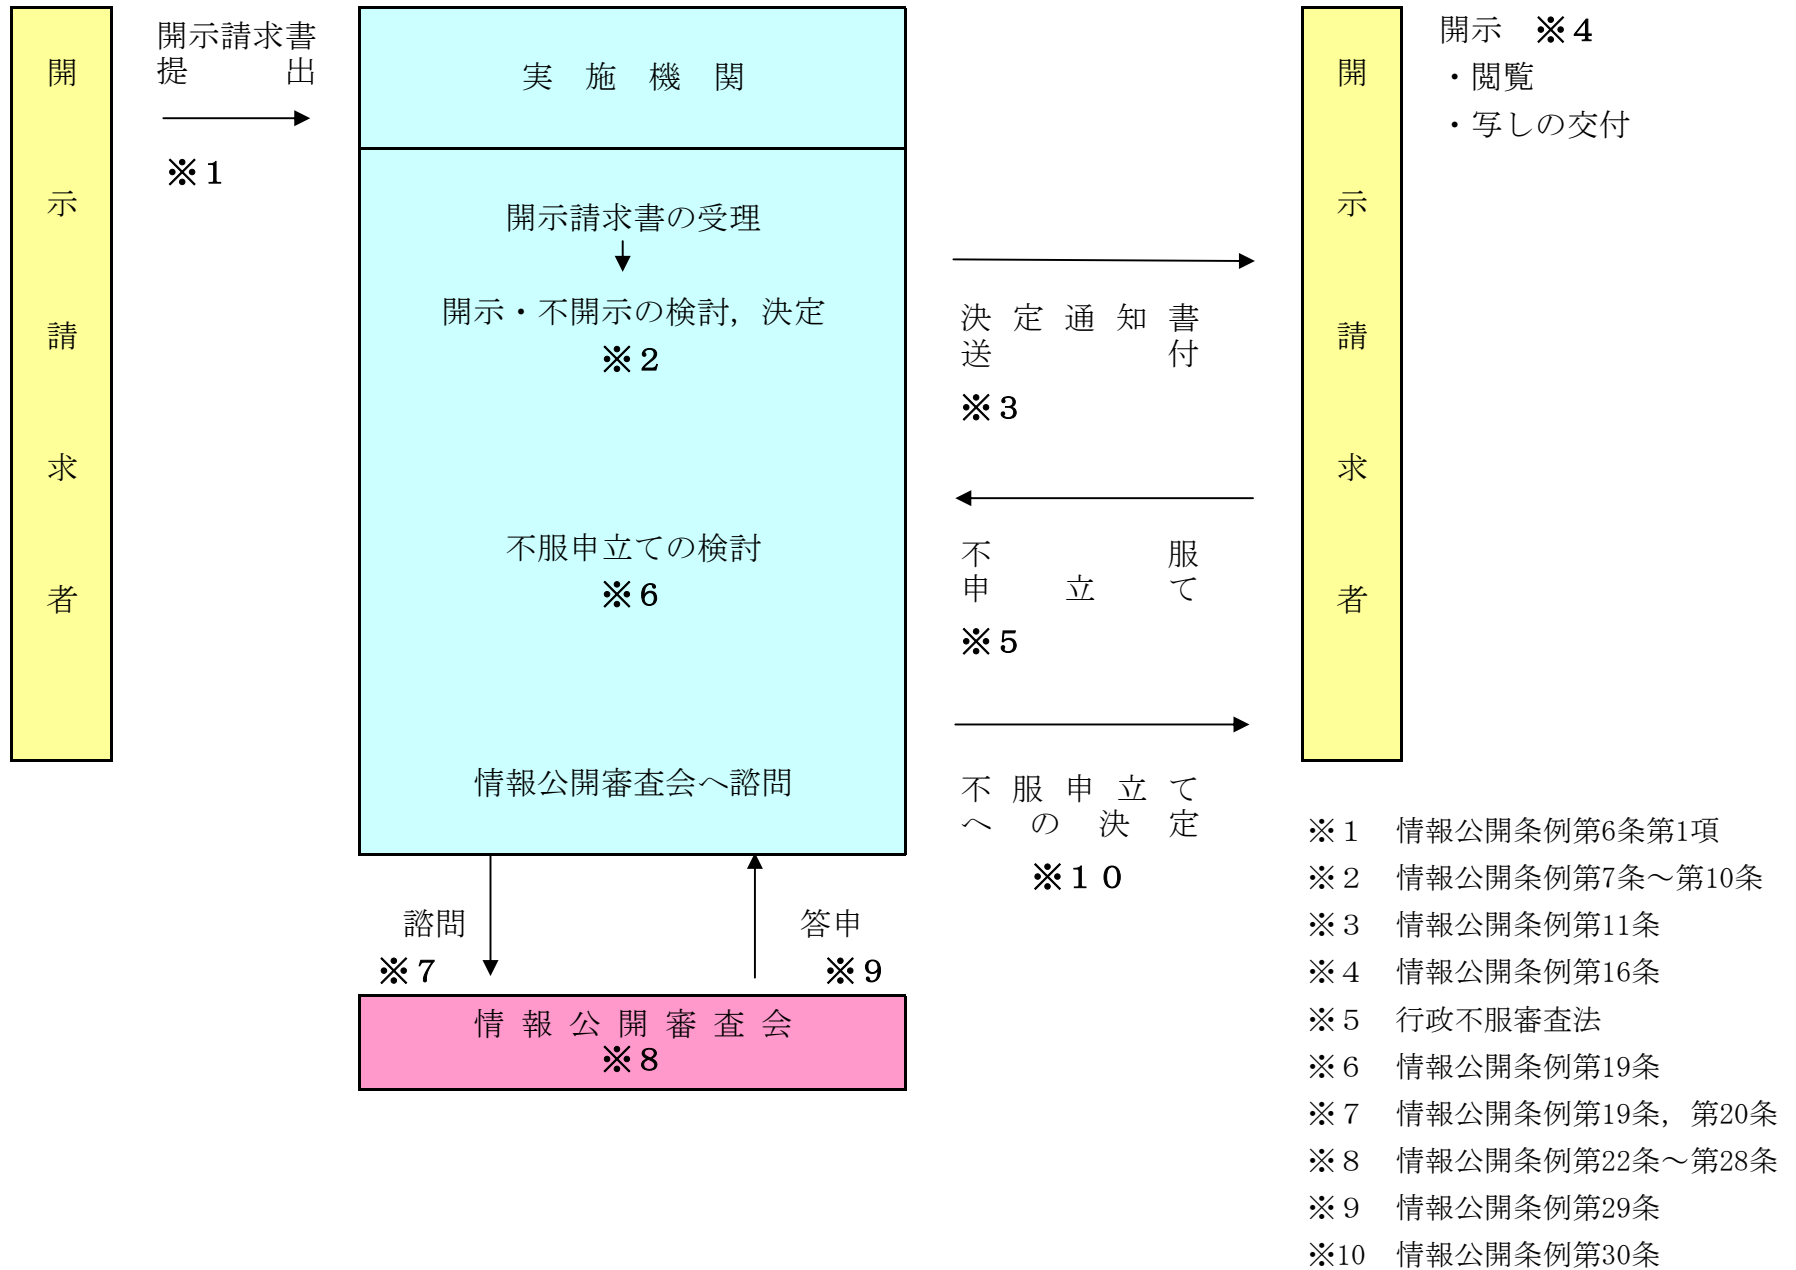 開示請求者
開示請求書
提出
※１
実施機関
開示請求書の受理
開示・不開示の検討，決定
※２
不服申立ての検討
※６
情報公開審査会へ諮問
諮問
※７
答申
※９
情報公開審査会
※８
決定通知書
送付
※３
不服
申立て
※５
不服申立て
への決定
※１０
開示請求者
開示　※４
・閲覧
・写しの交付
※１　情報公開条例第6条第1項
※２　情報公開条例第7条～第10条
※３　情報公開条例第11条
※４　情報公開条例第16条
※５　行政不服審査法
※６　情報公開条例第19条
※７　情報公開条例第19条，第20条
※８　情報公開条例第22条～第28条
※９　情報公開条例第29条
※10　情報公開条例第30条